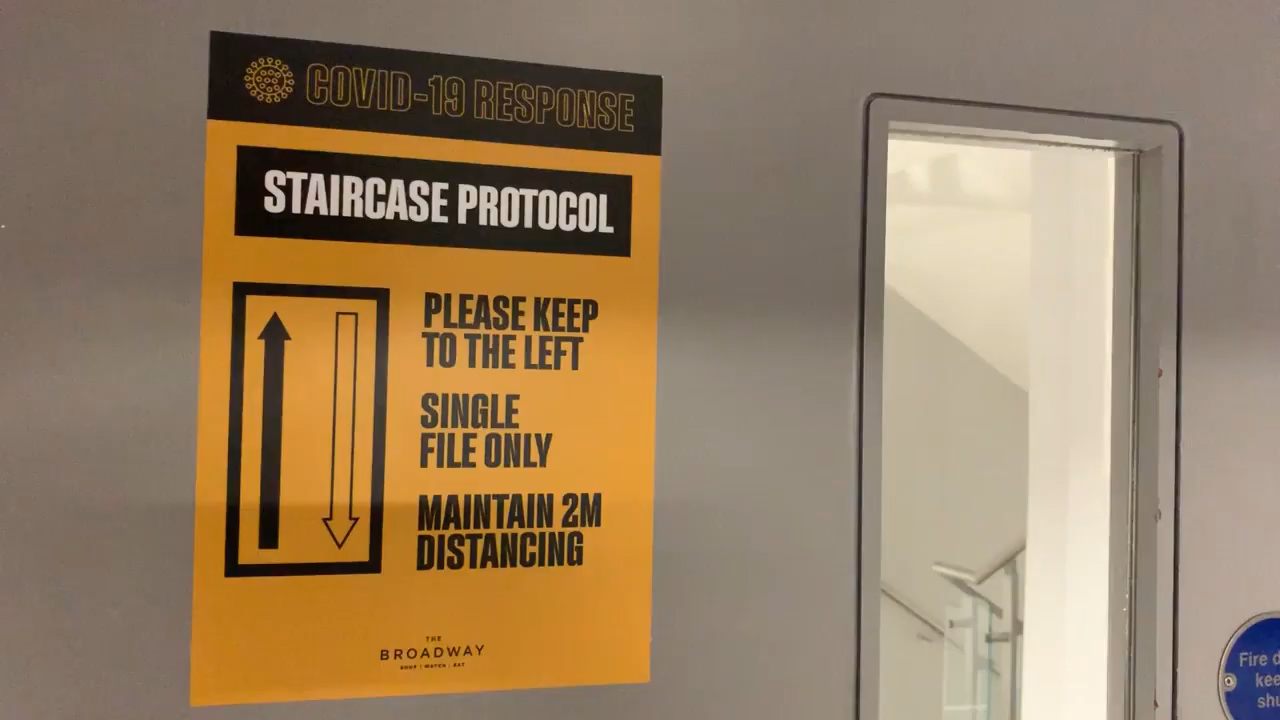 COVID-19 RESPONSE
STAIRCASE PROTOCOL
PLEASE KEEP
TO THE LEFT
SINGLE
FILE ONLY
MAINTAIN 2M
DISTANCING
THE
BROADWAY
SHOP | WATCH | EAT
Fire d
kee
shu